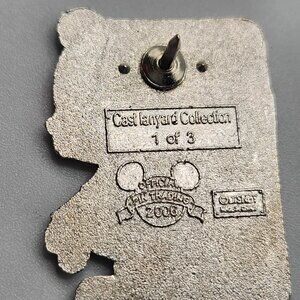 Cast lanyard Collection
1 of 3
OFFICIAL
PIN TRADING
2006
©DISNEY